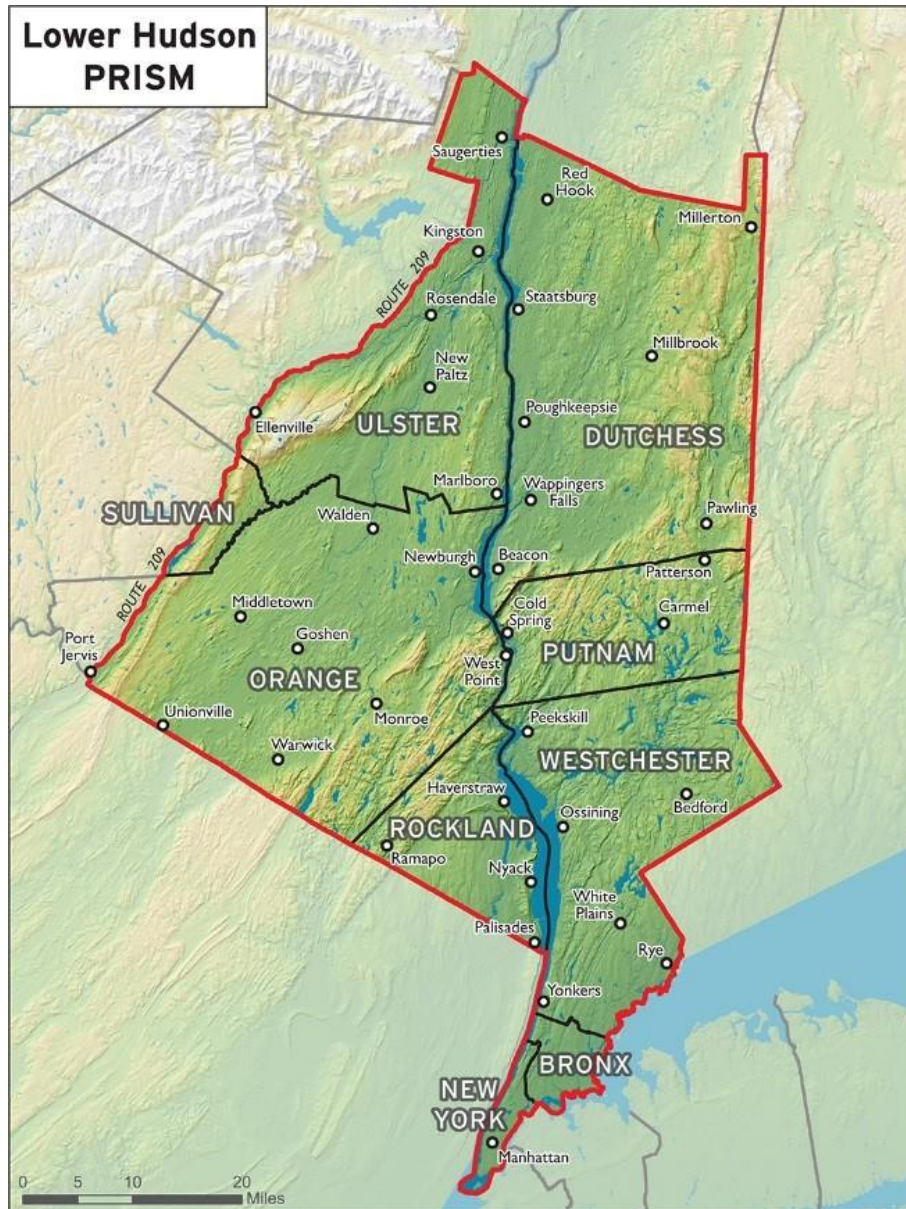 Lower Hudson
PRISM
Saugerties
Red
Hook
Millerton
Kingston
ROUTE 209
Rosendale
Staatsburg
Millbrook
New
Paltz
Ellenville
ULSTER
Poughkeepsie
DUTCHESS
Marlboro
Wappingers
Falls
SULLIVAN
Walden
Pawling
ROUTE 209
Newburgh
Beacon
Patterson
Middletown
Cold
Spring
Carmel
Goshen
Port
Jervis
West
Point
PUTNAM
ORANGE
Unionville
Monroe
Peekskill
Warwick
WESTCHESTER
Haverstraw
Bedford
Ossining
ROCKLAND
Ramapo
Nyack
White
Plains
Palisades
Rye
Yonkers
BRONX
NEW
YORK
Manhattan
0 5 10 20
Miles